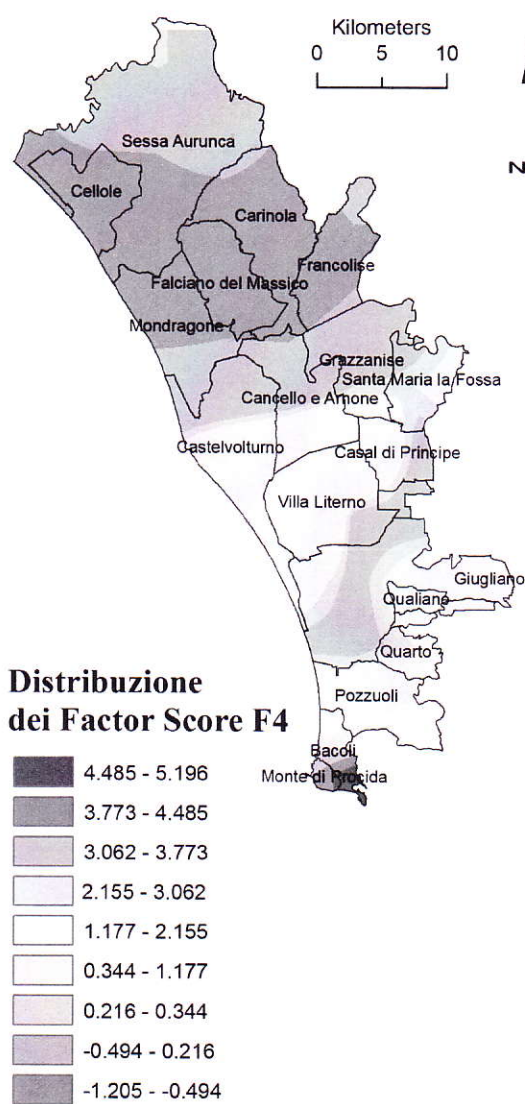 Kilometers
0 5 10
N
Sessa Aurunca
Cellole
Carinola
Francolise
Falciano del Massico
Mondragone
Grazzanise
Santa Maria la Fossa
Cancello e Arnone
Castelvolturno
Casal di Principe
Villa Literno
Giugliano
Qualiano
Quarto
Pozzuoli
Bacoli
Monte di Procida
Distribuzione
dei Factor Score F4
4.485 - 5.196
3.773 - 4.485
3.062 - 3.773
2.155 - 3.062
1.177 - 2.155
0.344 - 1.177
0.216 - 0.344
-0.494 - 0.216
-1.205 - -0.494